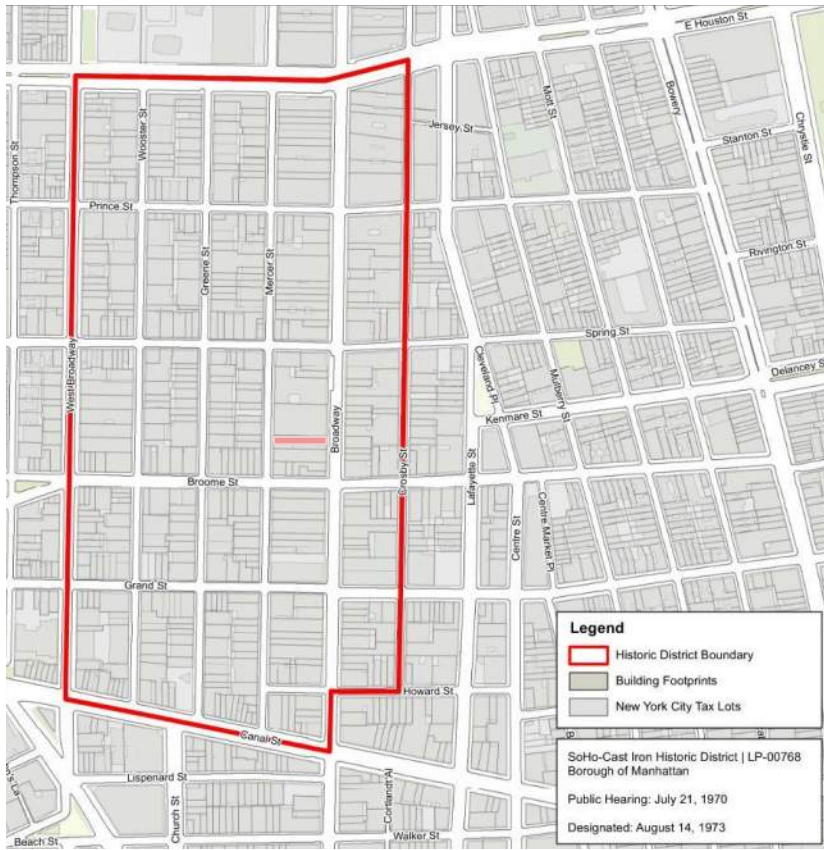 E Houston St
Mott St
Bowery
Chrystie St
Jersey St
Stanton St
Wooster St
Thompson St
Prince St
Rivington St
Greene St
Mercer St
Spring St
Cleveland Pl
Mulberry St
Delancey S
West Broadway
Broadway
Kenmare St
Crosby St
Lafayette St
Broome St
Centre St
Centre Market Pl
Grand St
Howard St
Canal St
Lispenard St
Church St
Cortlandt Al
Walker St
Beach St
Legend
Historic District Boundary
Building Footprints
New York City Tax Lots
SoHo-Cast Iron Historic District | LP-00768
Borough of Manhattan
Public Hearing: July 21, 1970
Designated: August 14, 1973